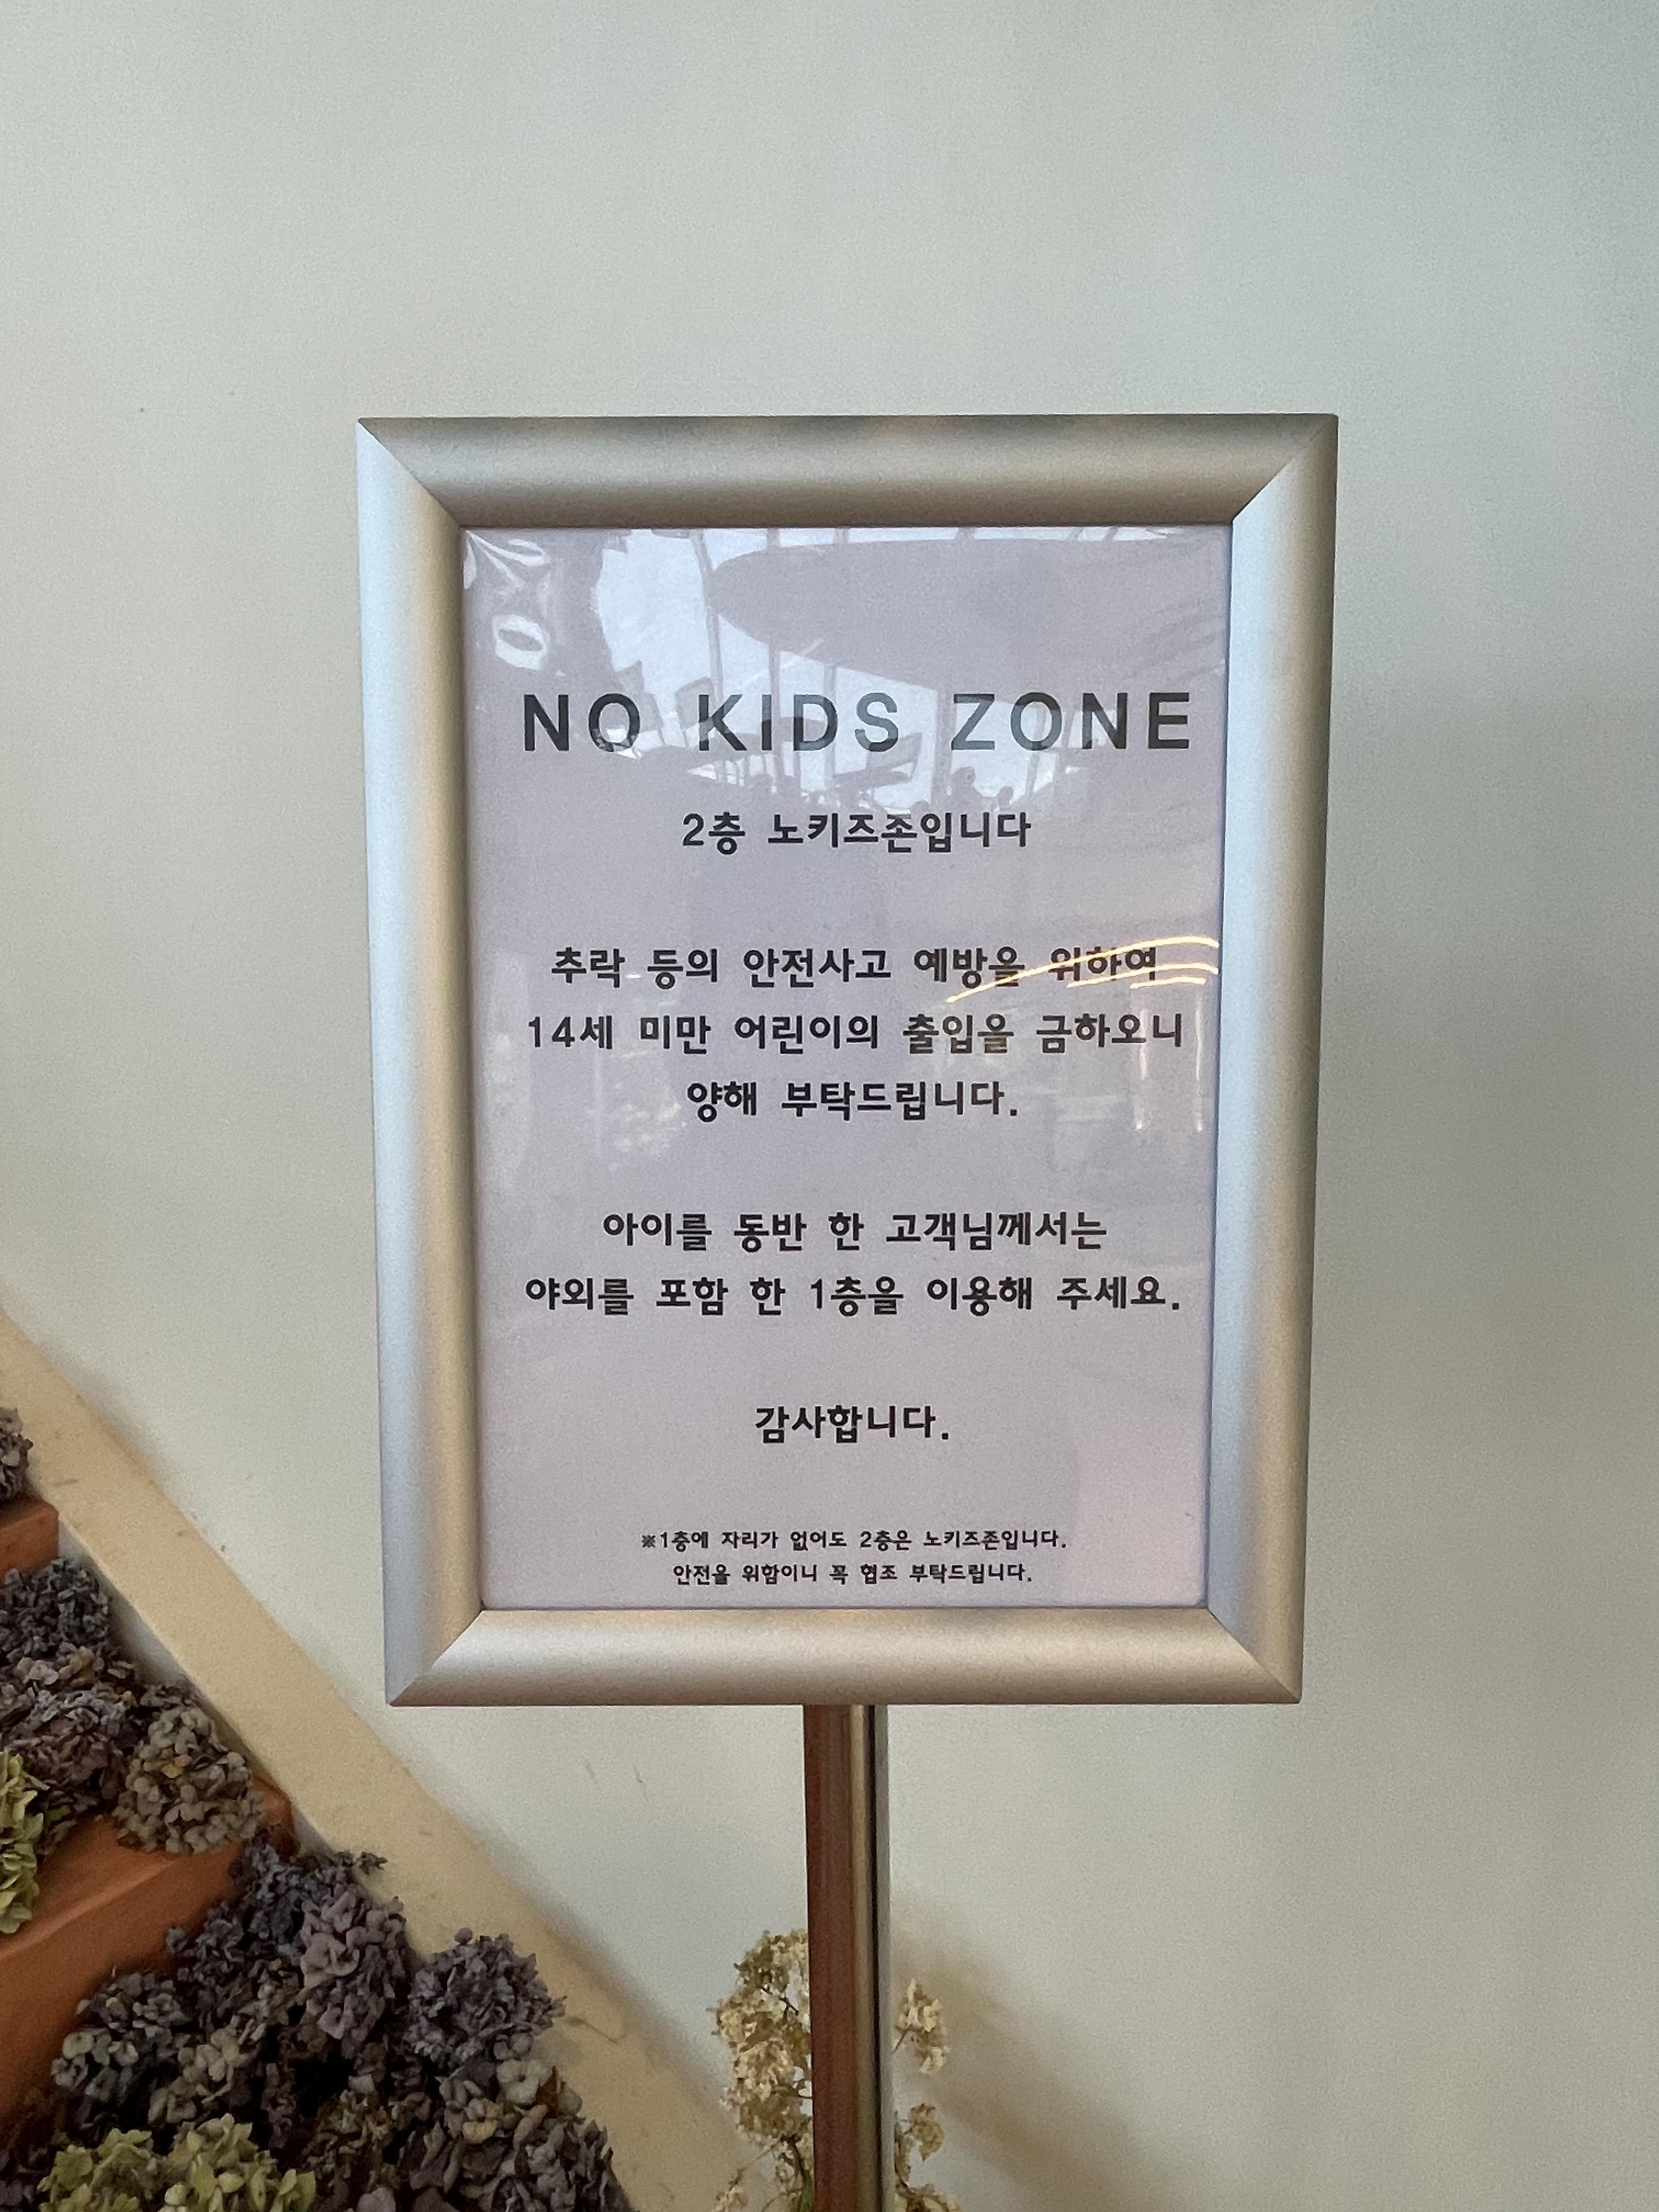 NO KIDS ZONE
2층 노키즈존입니다
추락 등의 안전사고 예방을 위하여
14세 미만 어린이의 출입을 금하오니
양해 부탁드립니다.
아이를 동반 한 고객님께서는
야외를 포함 한 1층을 이용해 주세요.
감사합니다.
※1층에 자리가 없어도 2층은 노키즈존입니다.
안전을 위함이니 꼭 협조 부탁드립니다.